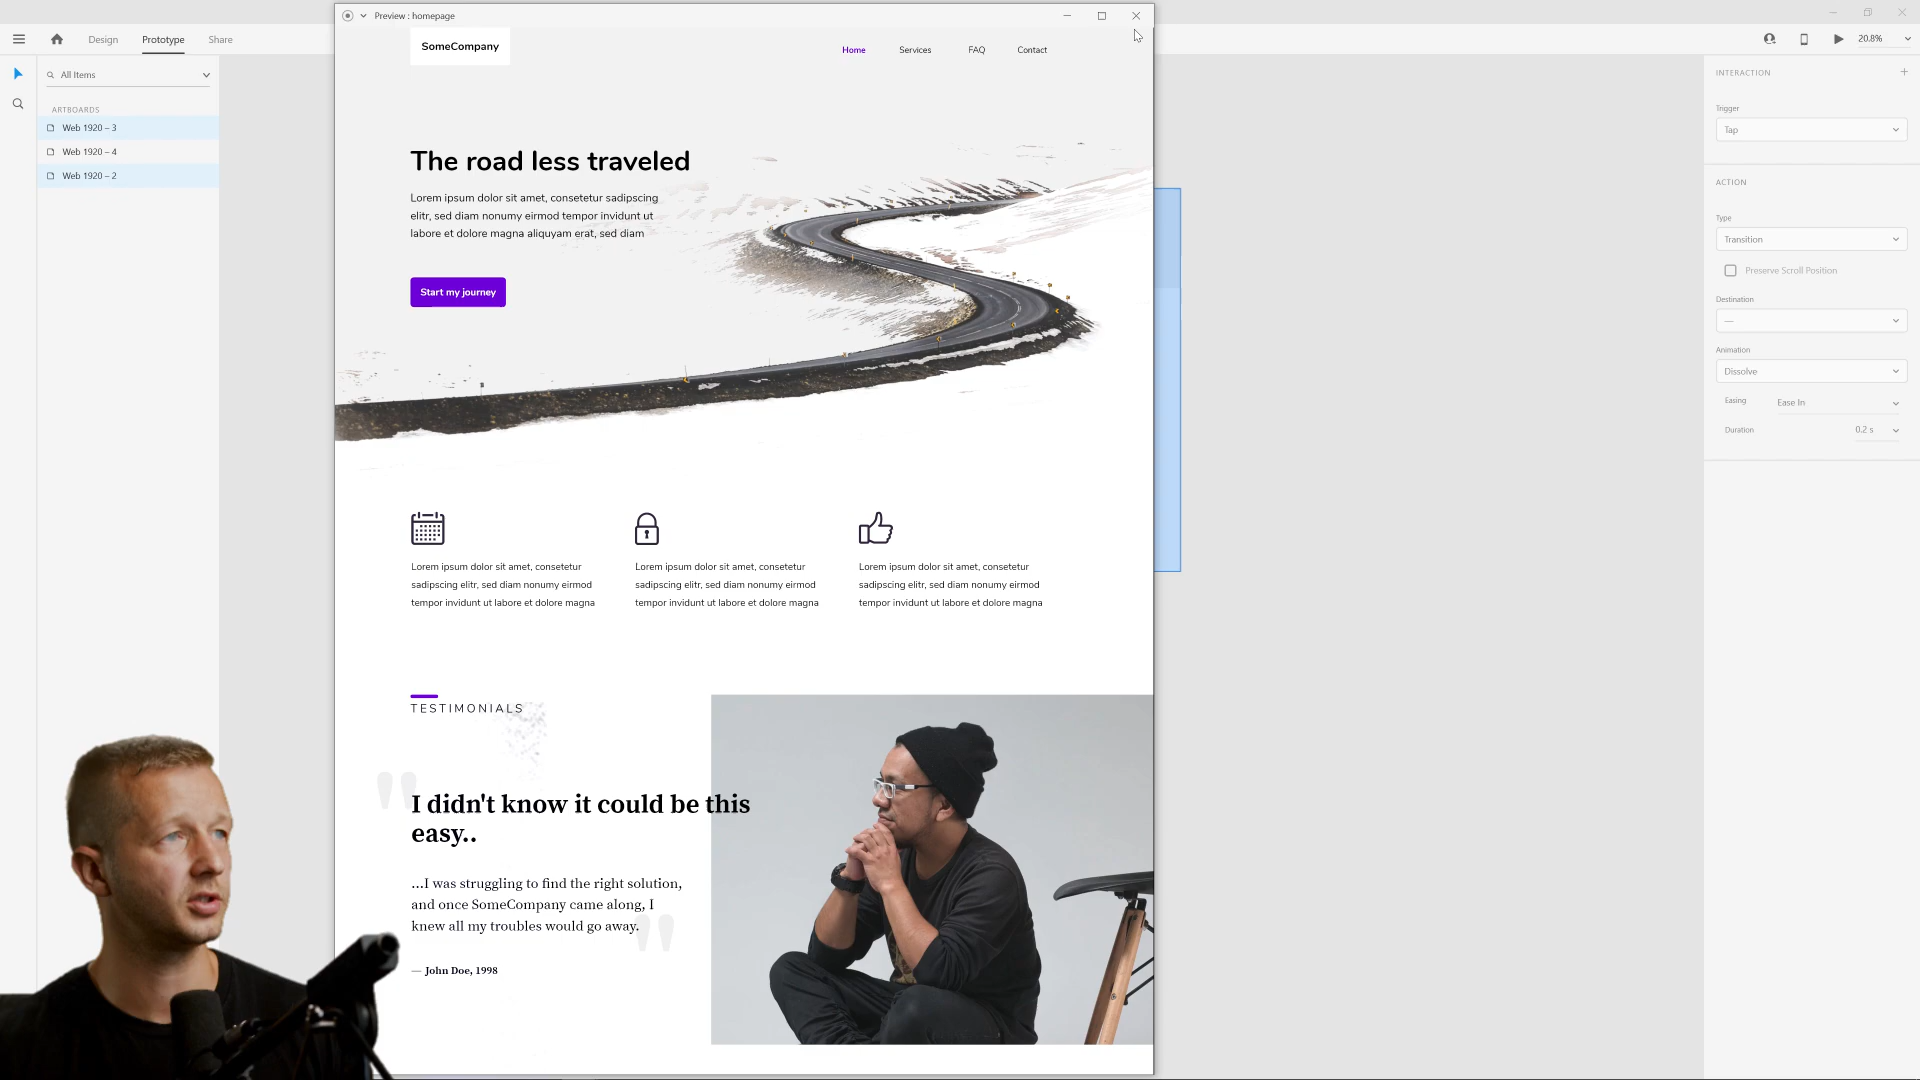 Preview : homepage
Design
Prototype
Share
20.8%
All Items
ARTBOARDS
Web 1920 – 3
Web 1920 – 4
Web 1920 – 2
SomeCompany
Home
Services
FAQ
Contact
The road less traveled
Lorem ipsum dolor sit amet, consetetur sadipscing
elitr, sed diam nonumy eirmod tempor invidunt ut
labore et dolore magna aliquyam erat, sed diam
Start my journey
Lorem ipsum dolor sit amet, consetetur
sadipscing elitr, sed diam nonumy eirmod
tempor invidunt ut labore et dolore magna
Lorem ipsum dolor sit amet, consetetur
sadipscing elitr, sed diam nonumy eirmod
tempor invidunt ut labore et dolore magna
Lorem ipsum dolor sit amet, consetetur
sadipscing elitr, sed diam nonumy eirmod
tempor invidunt ut labore et dolore magna
TESTIMONIALS
"
I didn't know it could be this
easy..
...I was struggling to find the right solution,
and once SomeCompany came along, I
knew all my troubles would go away.
"
— John Doe, 1998
INTERACTION
Trigger
Tap
ACTION
Type
Transition
Preserve Scroll Position
Destination
—
Animation
Dissolve
Easing
Ease In
Duration
0.2 s